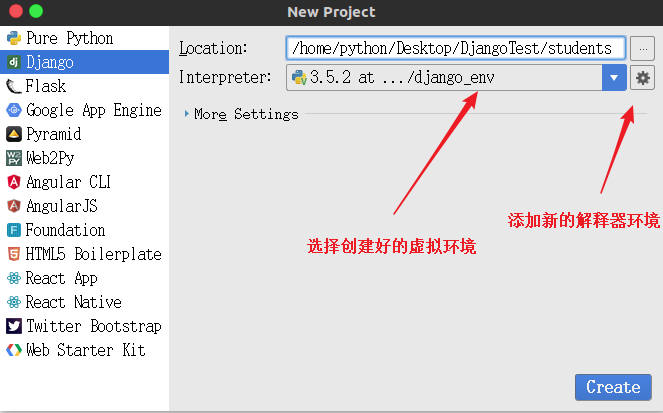 New Project
Pure Python
Django
Flask
Google App Engine
Pyramid
Web2Py
Angular CLI
AngularJS
Foundation
HTML5 Boilerplate
React App
React Native
Twitter Bootstrap
Web Starter Kit
Location: /home/python/Desktop/DjangoTest/students ...
Interpreter: 3.5.2 at .../django_env
More Settings
选择创建好的虚拟环境
添加新的解释器环境
Create